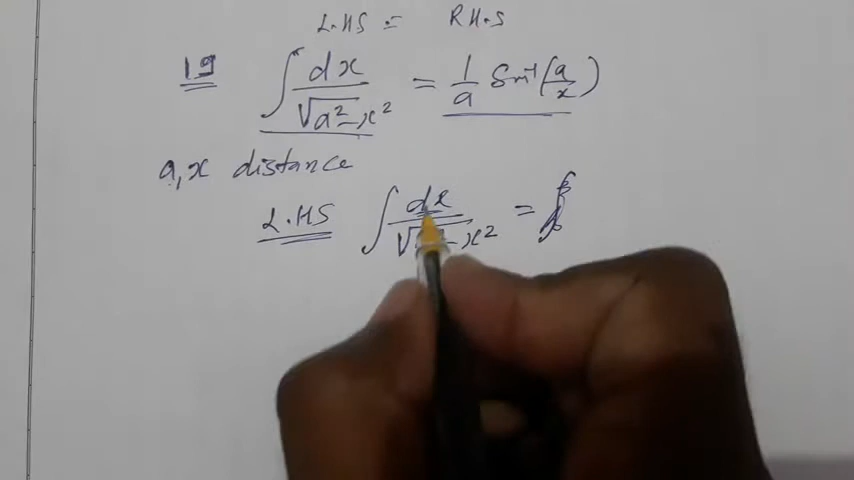 L.HS = RH.S
19 ∫ dx/√a²-x² = 1/a Sin⁻¹(a/x)
a,x distance
L.HS ∫ dx/√ -x² =